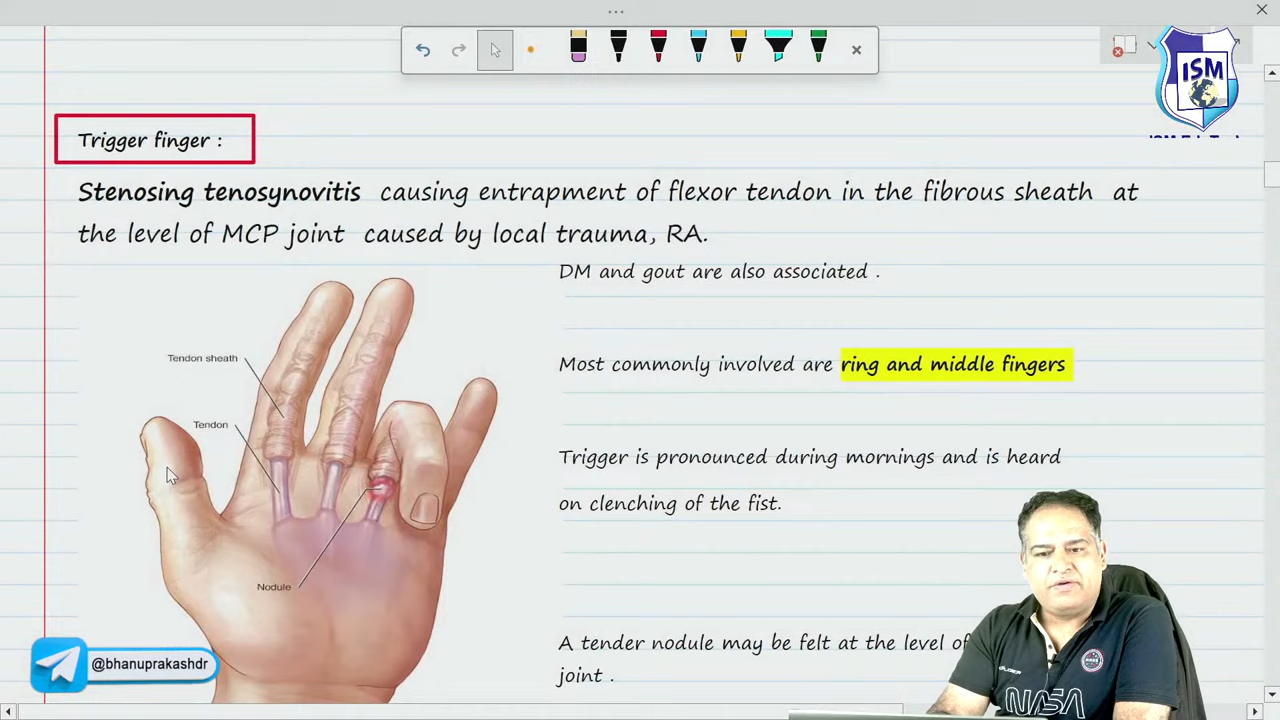 ISM
Trigger finger :
Stenosing tenosynovitis causing entrapment of flexor tendon in the fibrous sheath at
the level of MCP joint caused by local trauma, RA.
DM and gout are also associated .
Tendon sheath
Most commonly involved are ring and middle fingers
Tendon
Trigger is pronounced during mornings and is heard
on clenching of the fist.
Nodule
A tender nodule may be felt at the level of
joint .
@bhanuprakashdr
NASA